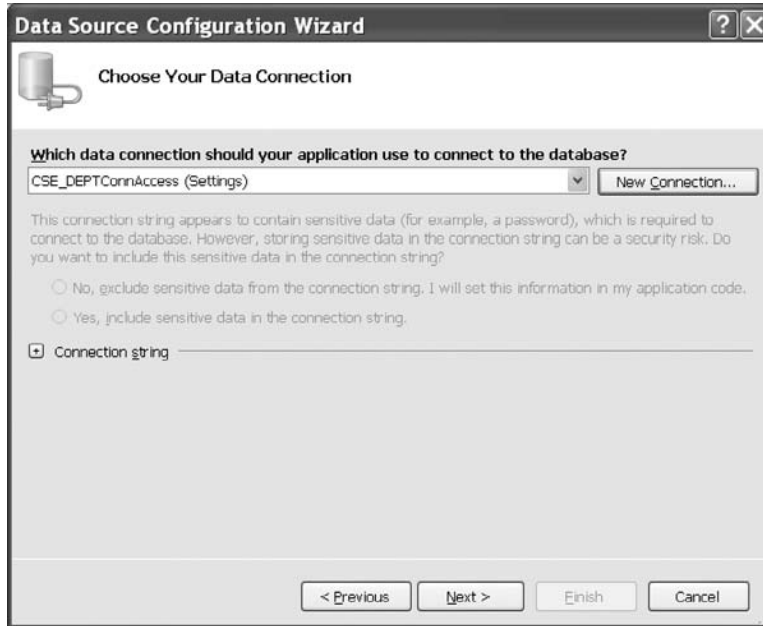 Data Source Configuration Wizard
Choose Your Data Connection
Which data connection should your application use to connect to the database?
CSE_DEPTConnAccess (Settings)
New Connection...
This connection string appears to contain sensitive data (for example, a password), which is required to
connect to the database. However, storing sensitive data in the connection string can be a security risk. Do
you want to include this sensitive data in the connection string?
No, exclude sensitive data from the connection string. I will set this information in my application code.
Yes, include sensitive data in the connection string.
Connection string
< Previous
Next >
Finish
Cancel